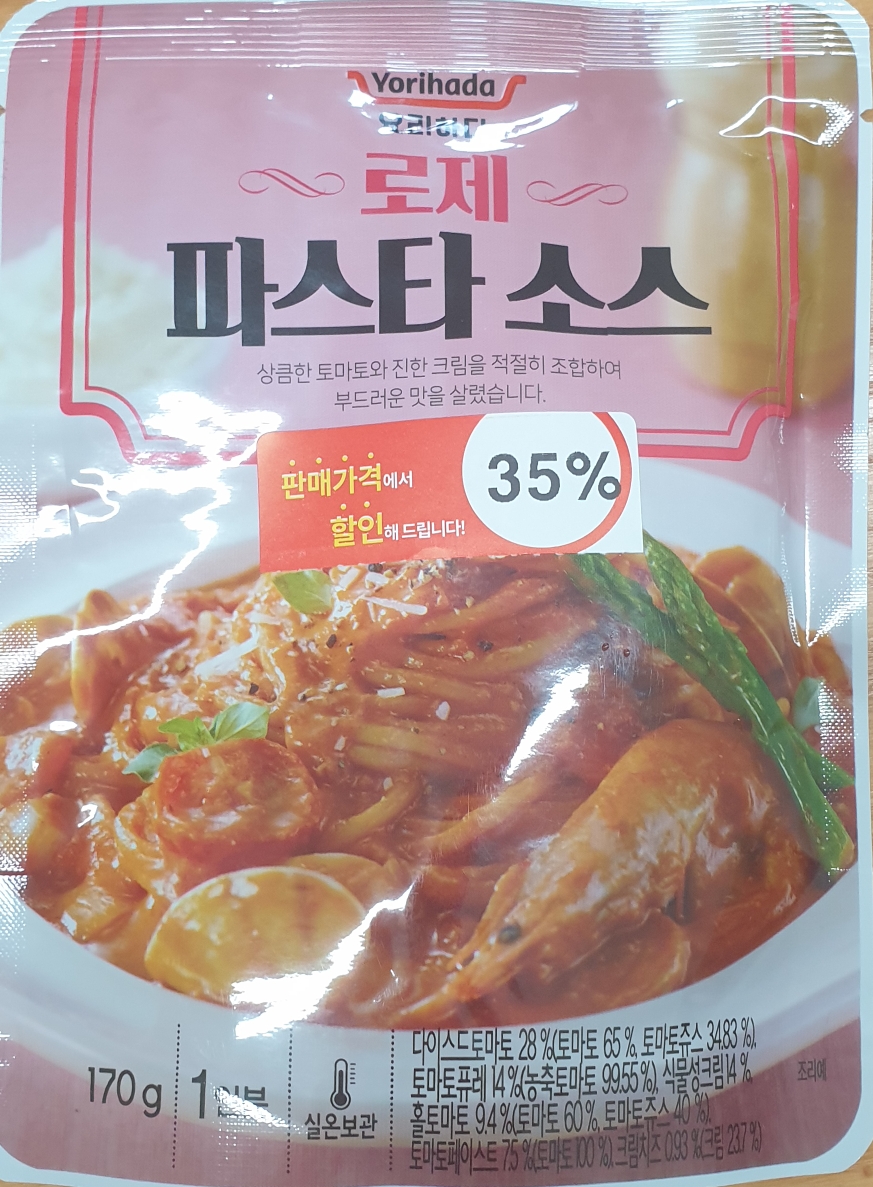 Yorihada
요리하다
로제
파스타 소스
상큼한 토마토와 진한 크림을 적절히 조합하여
부드러운 맛을 살렸습니다.
판매가격에서
할인해 드립니다!
35%
170 g
1인분
실온보관
다이스드토마토 28 %(토마토 65 %, 토마토쥬스 34.83 %),
토마토퓨레 14 %(농축토마토 99.55 %), 식물성크림 14 %,
홀토마토 9.4 %(토마토 60 %, 토마토쥬스 40 %),
토마토페이스트 7.5 %(토마토 100 %), 크림치즈 0.93 %(크림 23.7 %)
조리예